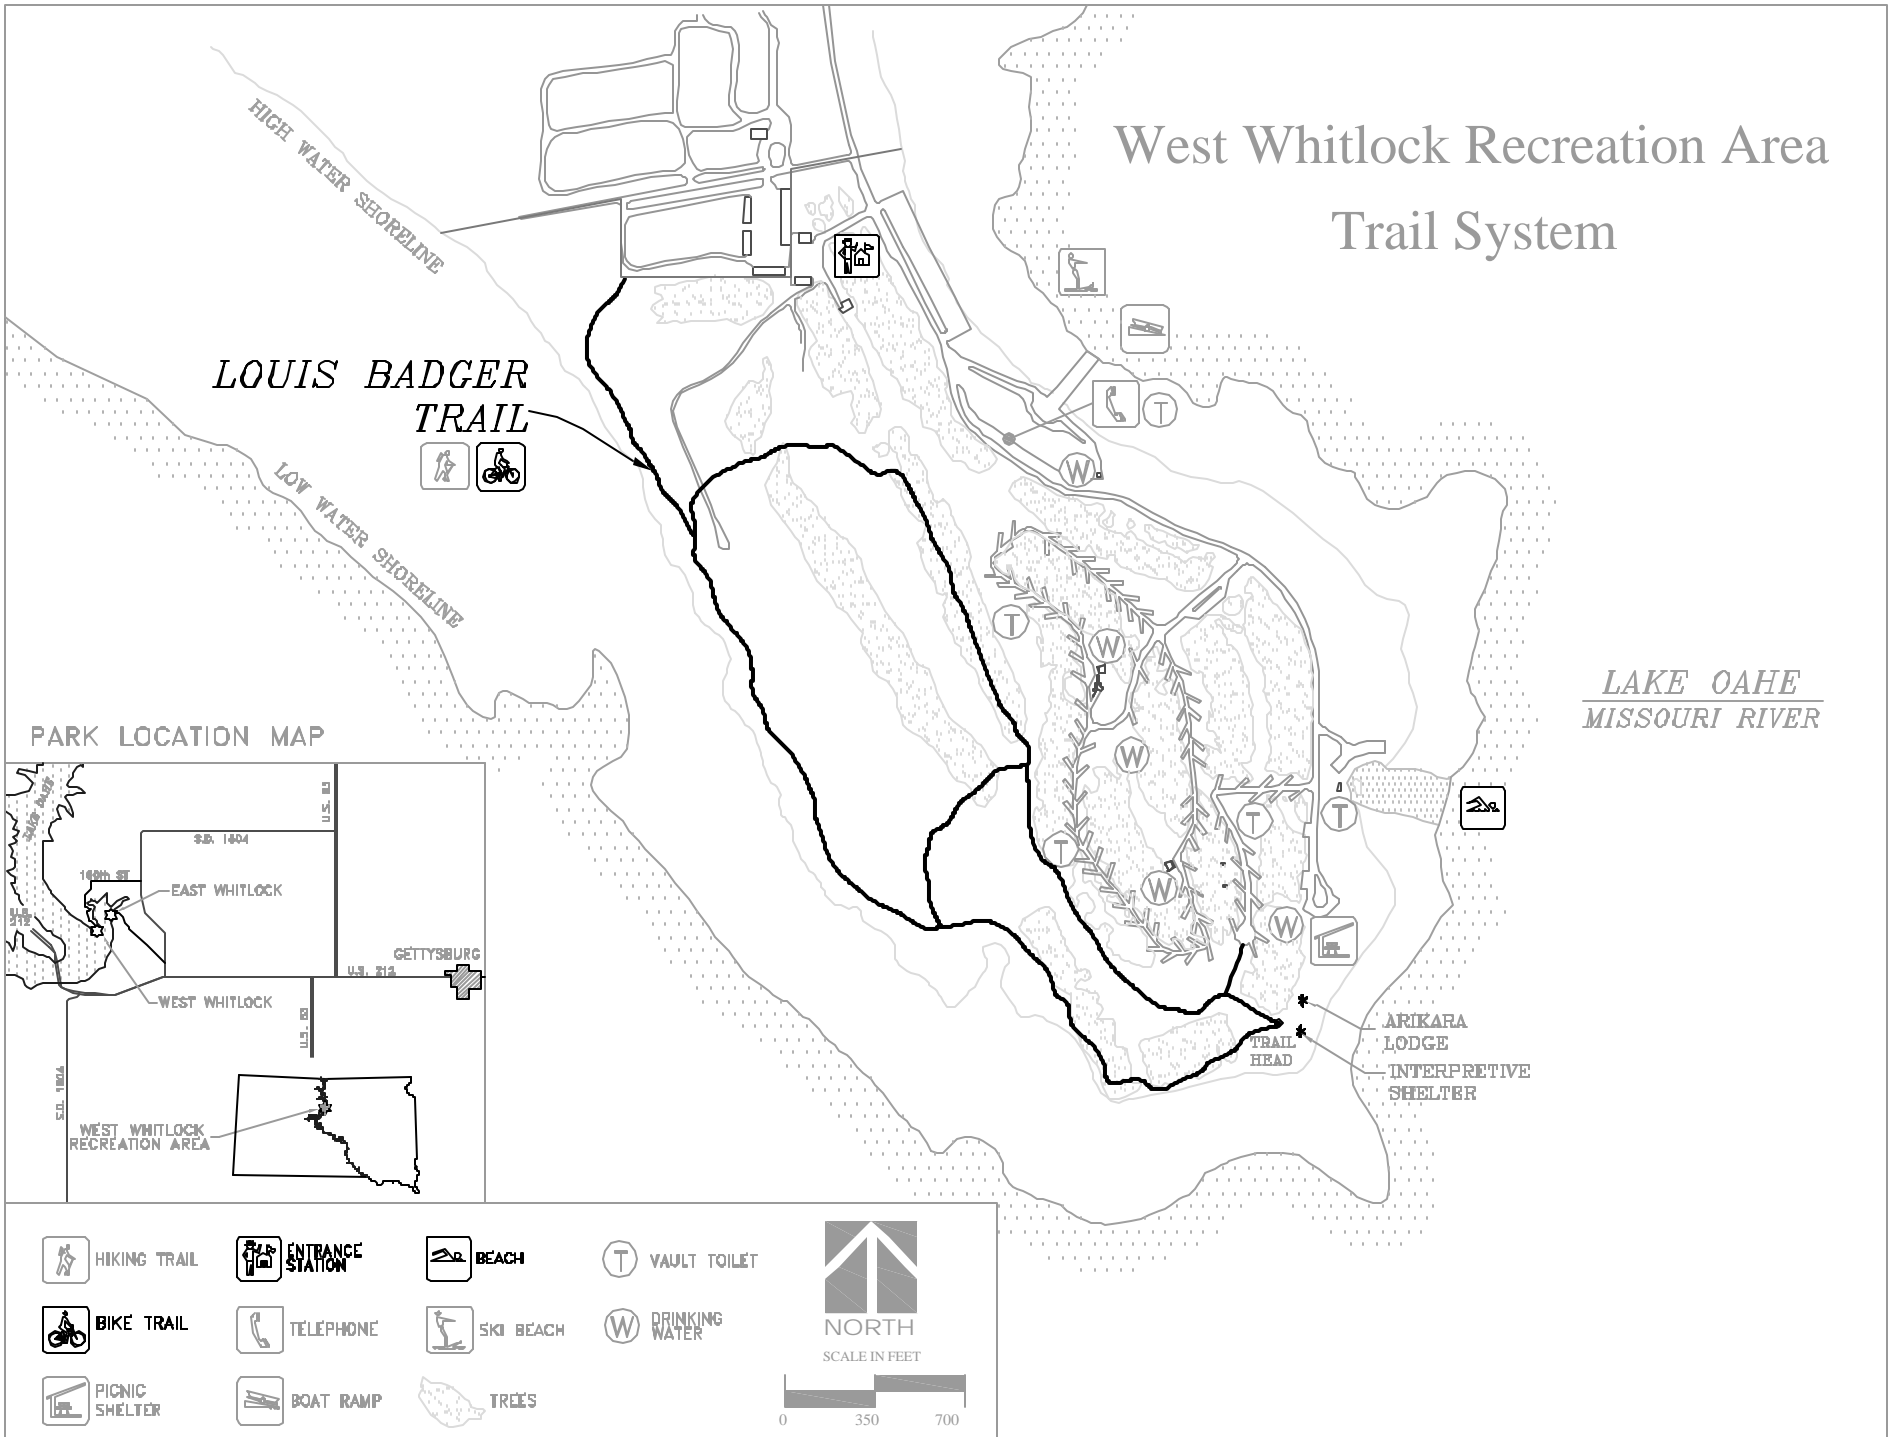 West Whitlock Recreation Area
Trail System
HIGH WATER SHORELINE
LOUIS BADGER
TRAIL
LOW WATER SHORELINE
T
W
T
W
W
T
T
T
W
W
LAKE OAHE
MISSOURI RIVER
TRAIL
HEAD
ARIKARA
LODGE
INTERPRETIVE
SHELTER
PARK LOCATION MAP
LAKE OAHE
U.S. 83
S.D. 1804
160th ST
EAST WHITLOCK
U.S.
212
GETTYSBURG
U.S. 212
WEST WHITLOCK
U.S. 83
S.D. 1804
WEST WHITLOCK
RECREATION AREA
HIKING TRAIL
ENTRANCE
STATION
BEACH
T
VAULT TOILET
BIKE TRAIL
TELEPHONE
SKI BEACH
W
DRINKING
WATER
PICNIC
SHELTER
BOAT RAMP
TREES
NORTH
SCALE IN FEET
0 350 700